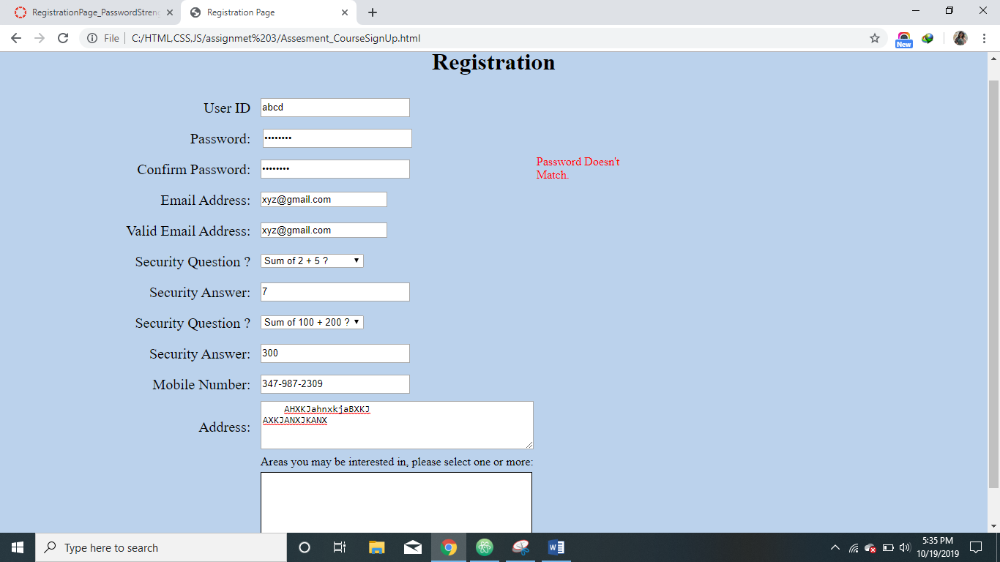 RegistrationPage_PasswordStreng
Registration Page
File
C:/HTML,CSS,JS/assignmet%203/Assesment_CourseSignUp.html
New
Registration
User ID abcd
Password: ••••••••
Confirm Password: ••••••••
Password Doesn't
Match.
Email Address: xyz@gmail.com
Valid Email Address: xyz@gmail.com
Security Question ? Sum of 2 + 5 ?
Security Answer: 7
Security Question ? Sum of 100 + 200 ?
Security Answer: 300
Mobile Number: 347-987-2309
Address: AHXKJahnxkjaBXKJ
AXKJANXJKANX
Areas you may be interested in, please select one or more:
Type here to search
5:35 PM
10/19/2019